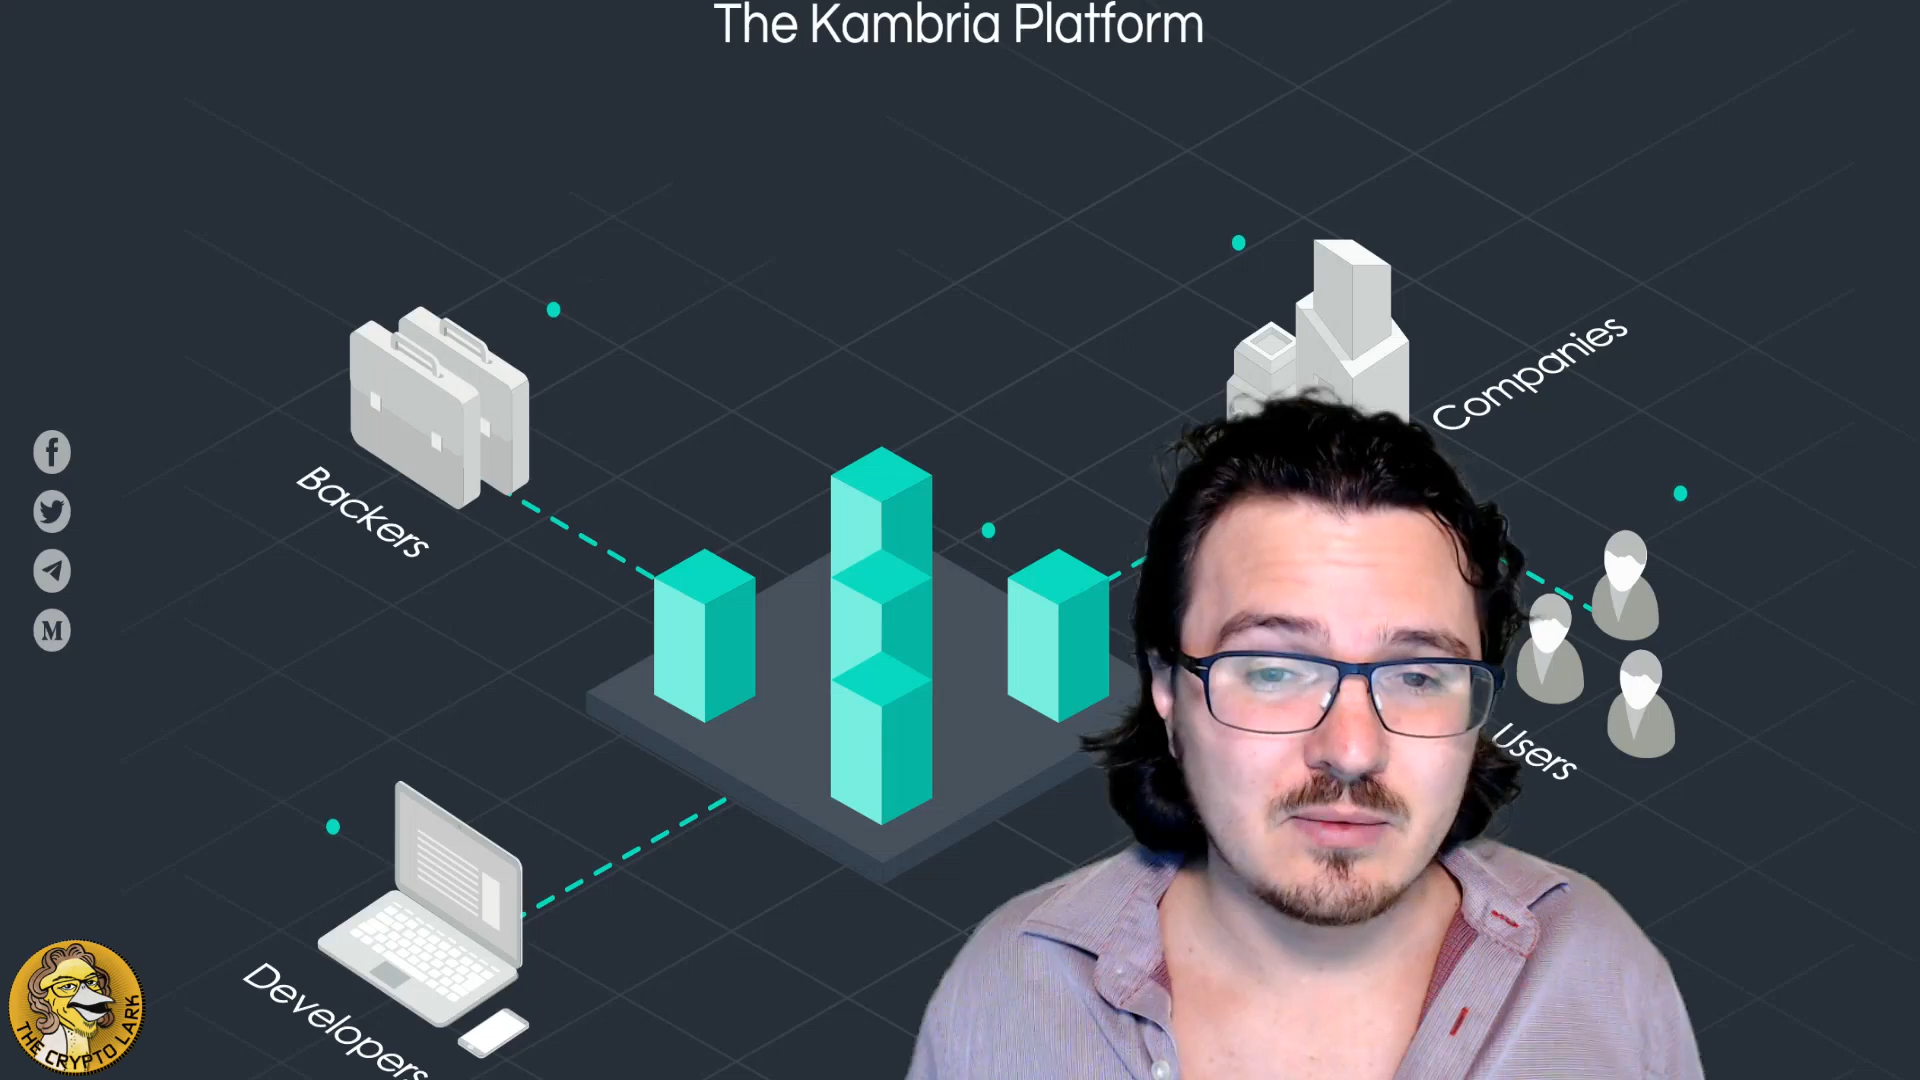 The Kambria Platform
Companies
Backers
Users
Developers
THE CRYPTO LARK
f
M